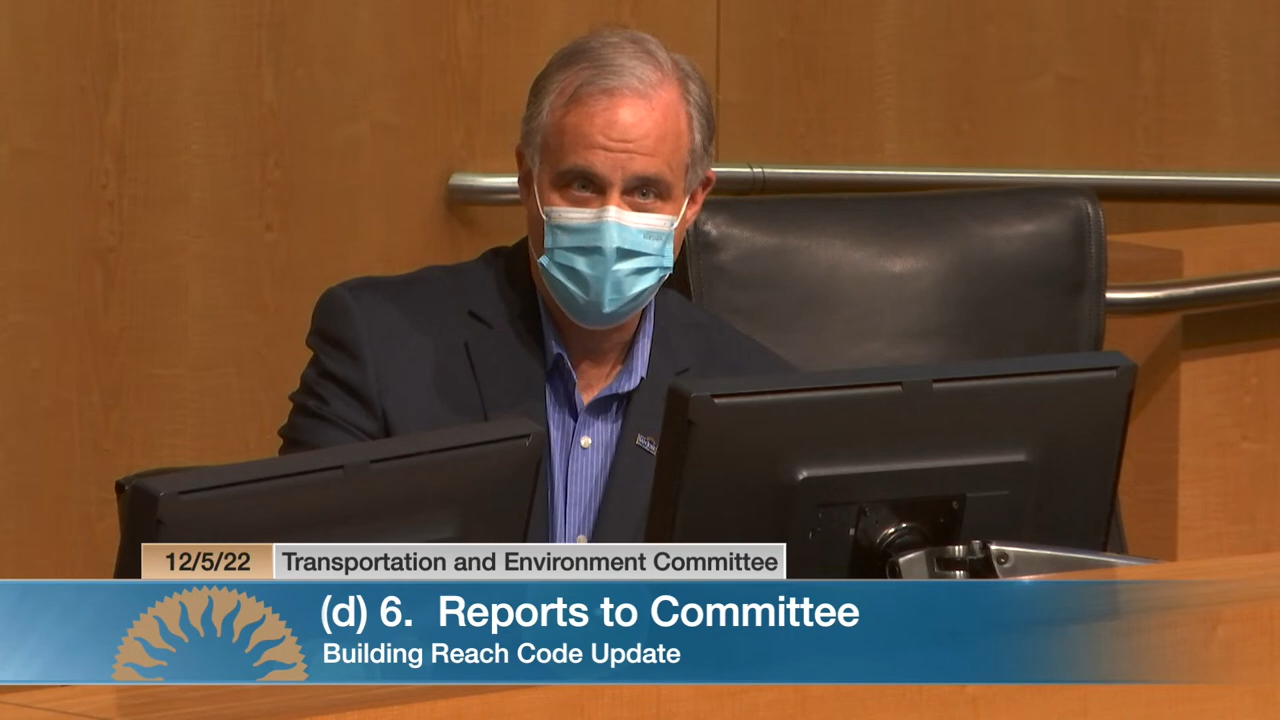 12/5/22 Transportation and Environment Committee
(d) 6. Reports to Committee
Building Reach Code Update